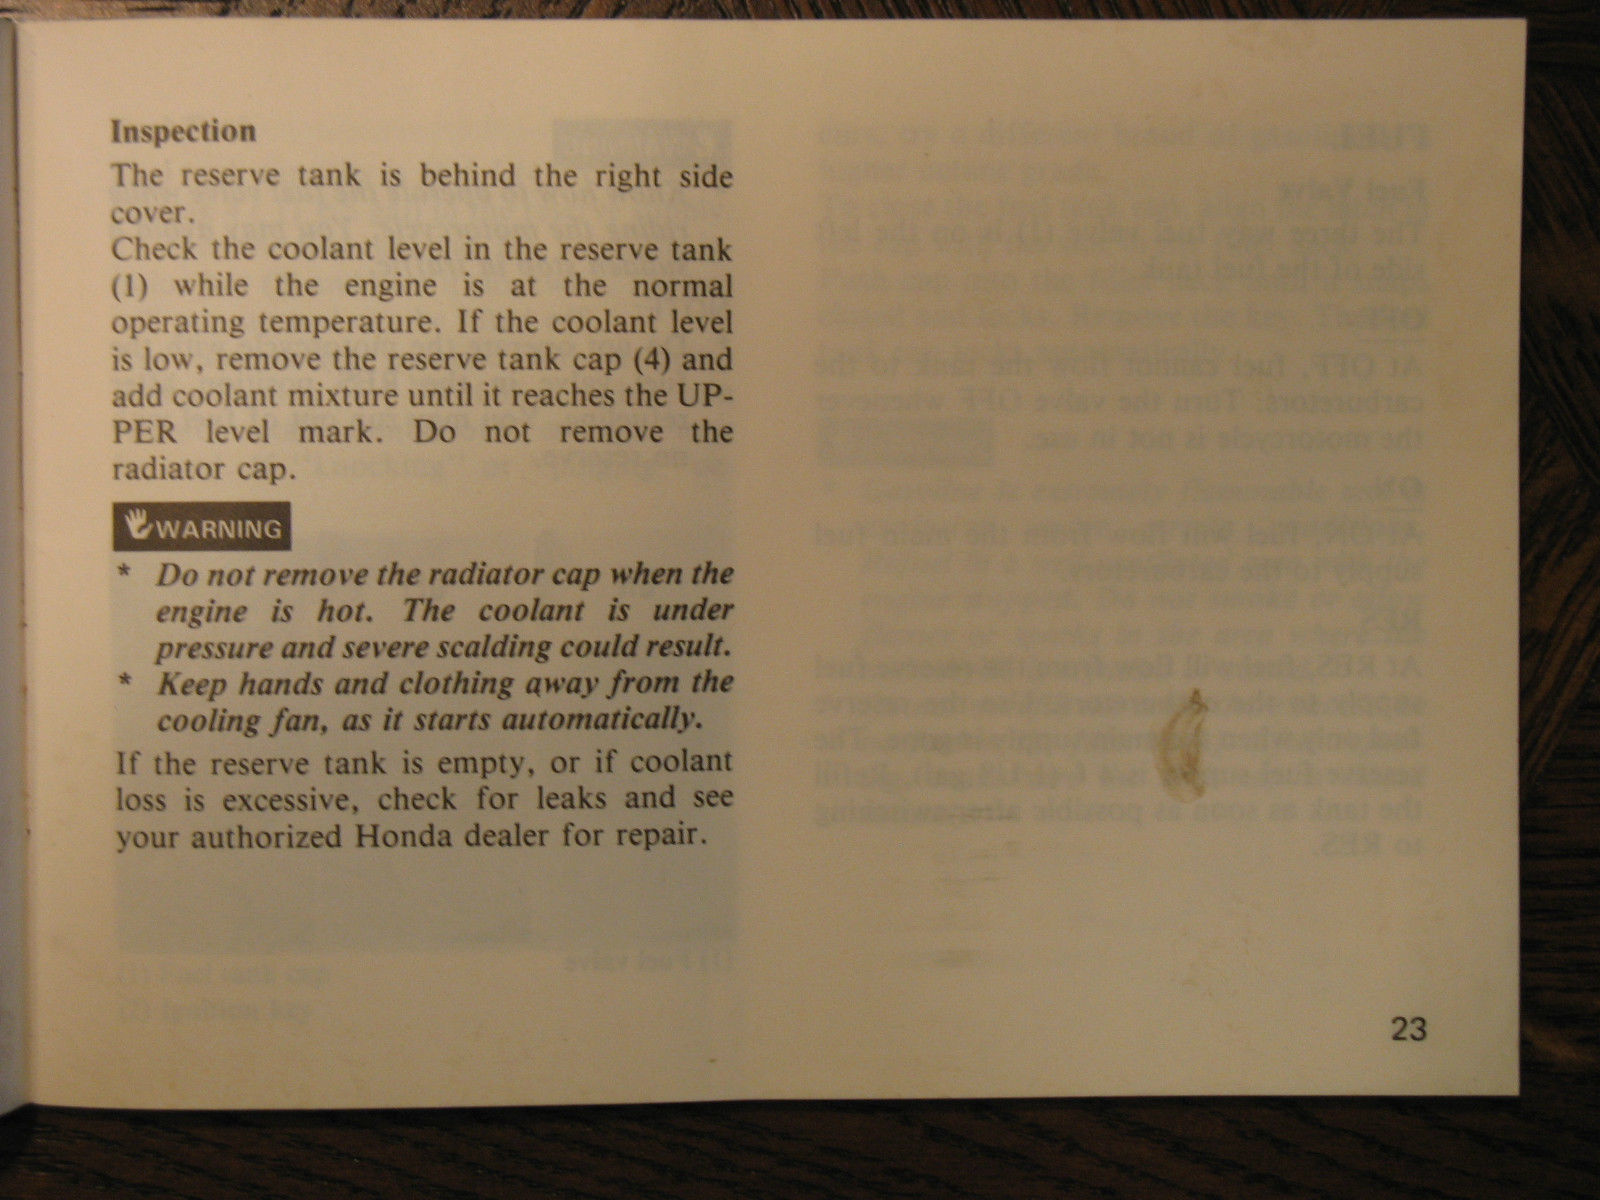 Inspection
The reserve tank is behind the right side
cover.
Check the coolant level in the reserve tank
(1) while the engine is at the normal
operating temperature. If the coolant level
is low, remove the reserve tank cap (4) and
add coolant mixture until it reaches the UP-
PER level mark. Do not remove the
radiator cap.
WARNING
* Do not remove the radiator cap when the
engine is hot. The coolant is under
pressure and severe scalding could result.
* Keep hands and clothing away from the
cooling fan, as it starts automatically.
If the reserve tank is empty, or if coolant
loss is excessive, check for leaks and see
your authorized Honda dealer for repair.
23